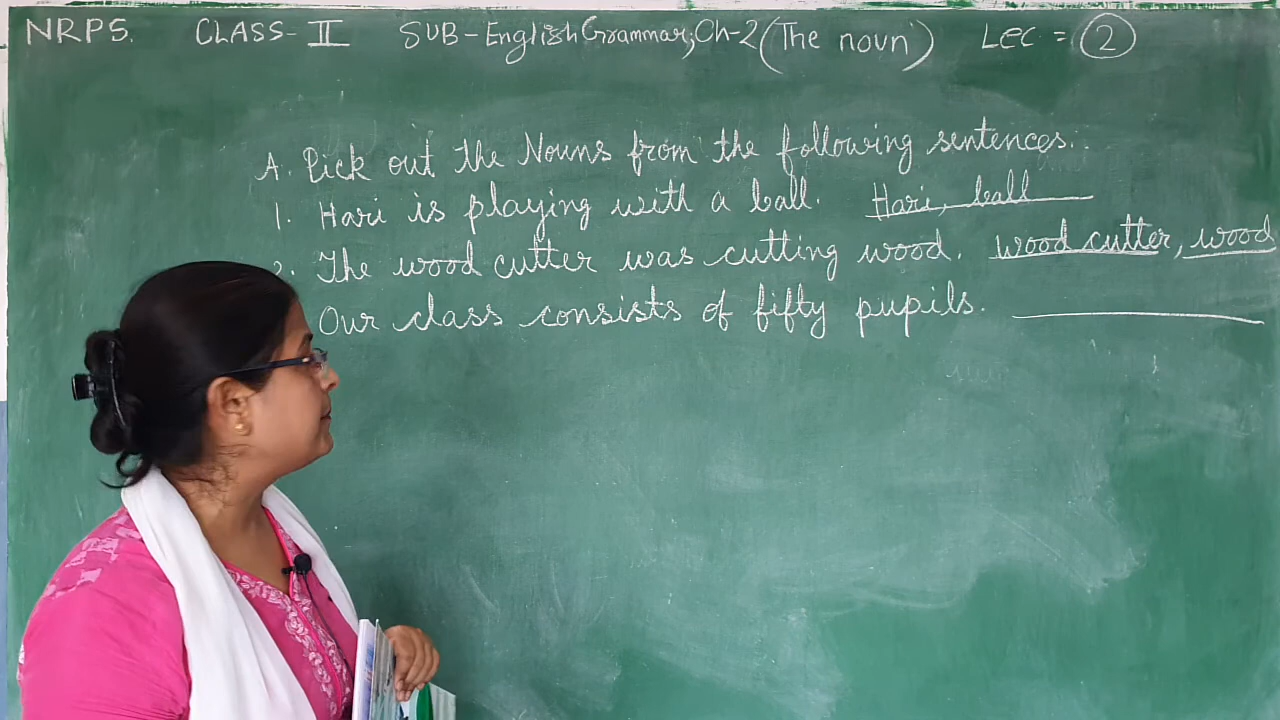 NRPS. CLASS-II SUB-English Grammar, Ch-2 (The noun) Lec = 2
A. Pick out the Nouns from the following sentences.
1. Hari is playing with a ball. Hari, ball
2. The wood cutter was cutting wood. wood cutter, wood
Our class consists of fifty pupils.